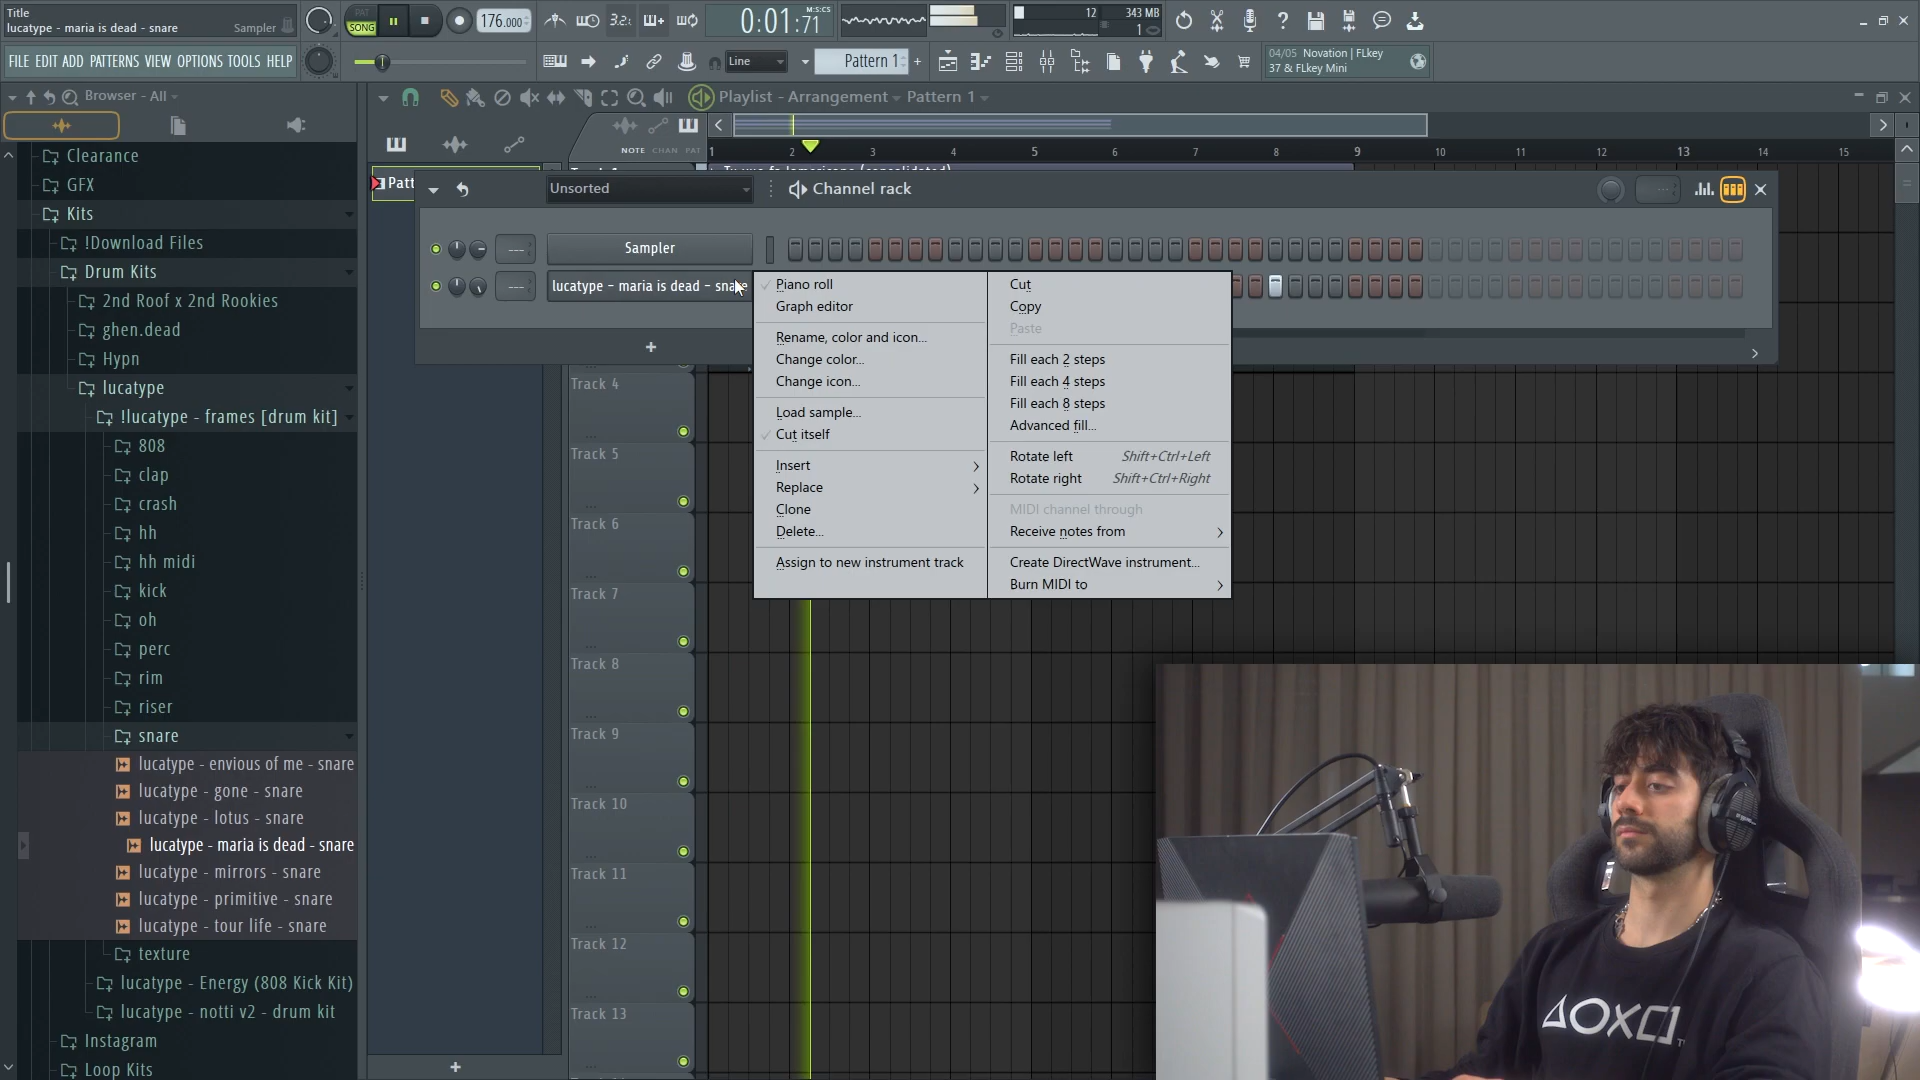 Title
lucatype - maria is dead - snare
Sampler
PAT
SONG
176.000
3.2.
0:01:71
M:S:CS
12
343 MB
1
FILE EDIT ADD PATTERNS VIEW OPTIONS TOOLS HELP
Line
Pattern 1
+
04/05 Novation | FLkey
37 & FLkey Mini
Browser - All
Playlist - Arrangement
Pattern 1
NOTE CHAN PAT
1 2 3 4 5 6 7 8 9 10 11 12 13 14 15
Clearance
GFX
Kits
!Download Files
Drum Kits
2nd Roof x 2nd Rookies
ghen.dead
Hypn
lucatype
!lucatype - frames [drum kit]
808
clap
crash
hh
hh midi
kick
oh
perc
rim
riser
snare
lucatype - envious of me - snare
lucatype - gone - snare
lucatype - lotus - snare
lucatype - maria is dead - snare
lucatype - mirrors - snare
lucatype - primitive - snare
lucatype - tour life - snare
texture
lucatype - Energy (808 Kick Kit)
lucatype - notti v2 - drum kit
Instagram
Loop Kits
Patt
Unsorted
Channel rack
Sampler
lucatype - maria is dead - snare
+
Piano roll
Graph editor
Rename, color and icon...
Change color...
Change icon...
Load sample...
Cut itself
Insert
Replace
Clone
Delete...
Assign to new instrument track
Cut
Copy
Paste
Fill each 2 steps
Fill each 4 steps
Fill each 8 steps
Advanced fill...
Rotate left Shift+Ctrl+Left
Rotate right Shift+Ctrl+Right
MIDI channel through
Receive notes from
Create DirectWave instrument...
Burn MIDI to
Track 4
Track 5
Track 6
Track 7
Track 8
Track 9
Track 10
Track 11
Track 12
Track 13
+